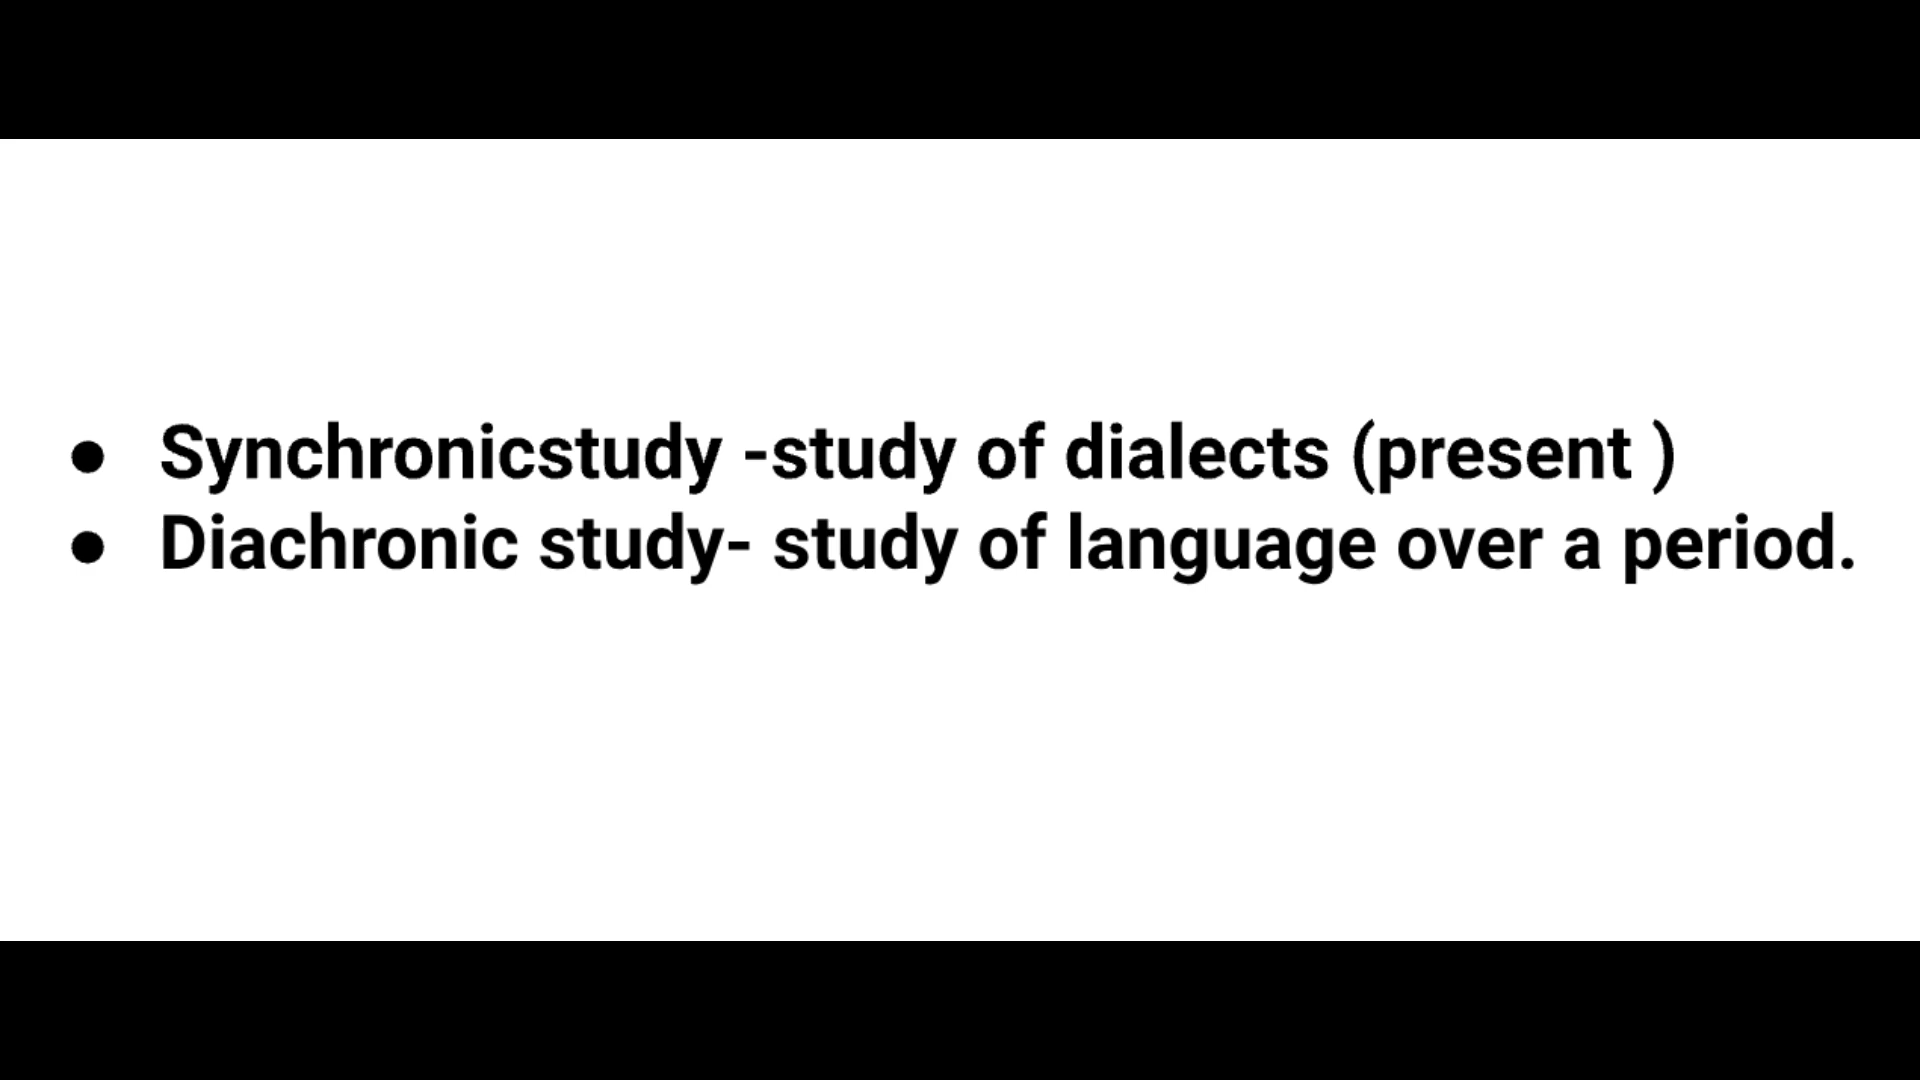 ● Synchronicstudy -study of dialects (present )
● Diachronic study- study of language over a period.